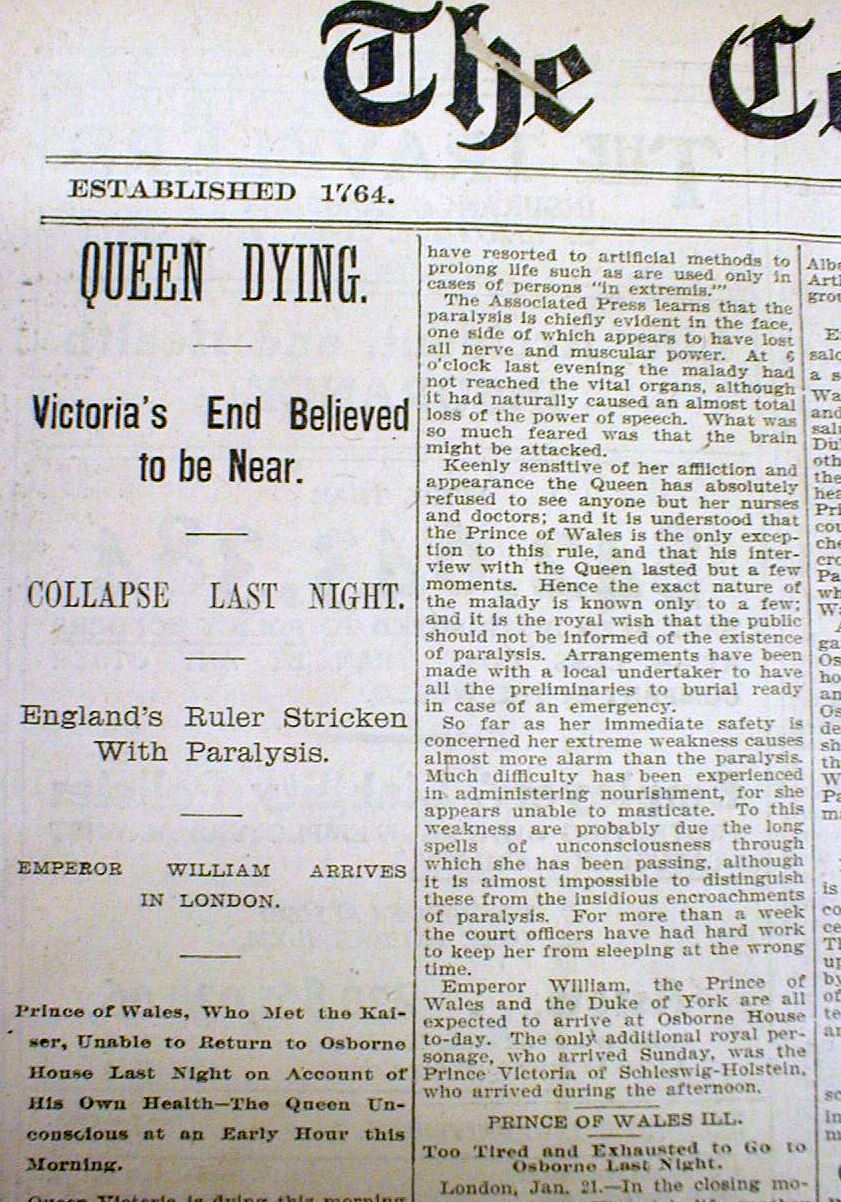 The
ESTABLISHED 1764.
QUEEN DYING.
Victoria's End Believed
to be Near.
COLLAPSE LAST NIGHT.
England's Ruler Stricken
With Paralysis.
EMPEROR WILLIAM ARRIVES
IN LONDON.
Prince of Wales, Who Met the Kai-
ser, Unable to Return to Osborne
House Last Night on Account of
His Own Health—The Queen Un-
conscious at an Early Hour this
Morning.
Queen Victoria is dying this morning
have resorted to artificial methods to
prolong life such as are used only in
cases of persons "in extremis."'
The Associated Press learns that the
paralysis is chiefly evident in the face,
one side of which appears to have lost
all nerve and muscular power. At 6
o'clock last evening the malady had
not reached the vital organs, although
it had naturally caused an almost total
loss of the power of speech. What was
so much feared was that the brain
might be attacked.
Keenly sensitive of her affliction and
appearance the Queen has absolutely
refused to see anyone but her nurses
and doctors; and it is understood that
the Prince of Wales is the only excep-
tion to this rule, and that his inter-
view with the Queen lasted but a few
moments. Hence the exact nature of
the malady is known only to a few;
and it is the royal wish that the public
should not be informed of the existence
of paralysis. Arrangements have been
made with a local undertaker to have
all the preliminaries to burial ready
in case of an emergency.
So far as her immediate safety is
concerned her extreme weakness causes
almost more alarm than the paralysis.
Much difficulty has been experienced
in administering nourishment, for she
appears unable to masticate. To this
weakness are probably due the long
spells of unconsciousness through
which she has been passing, although
it is almost impossible to distinguish
these from the insidious encroachments
of paralysis. For more than a week
the court officers have had hard work
to keep her from sleeping at the wrong
time.
Emperor William, the Prince of
Wales and the Duke of York are all
expected to arrive at Osborne House
to-day. The only additional royal per-
sonage, who arrived Sunday, was the
Prince Victoria of Schleswig-Holstein,
who arrived during the afternoon.
PRINCE OF WALES ILL.
Too Tired and Exhausted to Go to
Osborne Last Night.
London, Jan. 21.—In the closing mo-